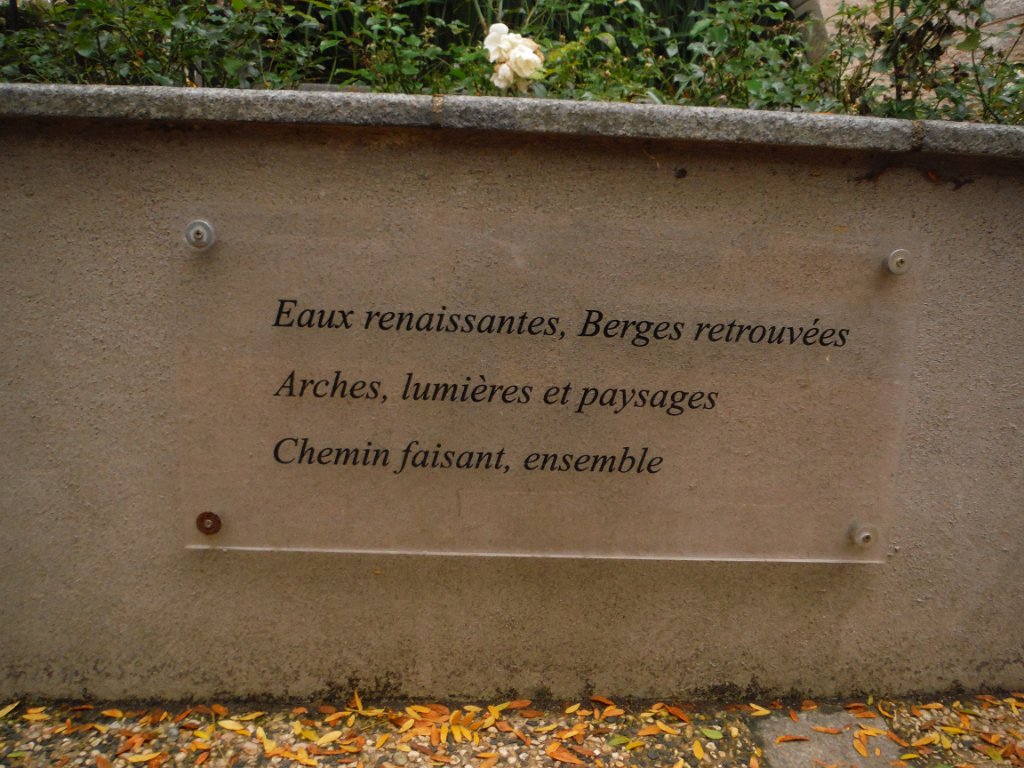 Eaux renaissantes, Berges retrouvées
Arches, lumières et paysages
Chemin faisant, ensemble